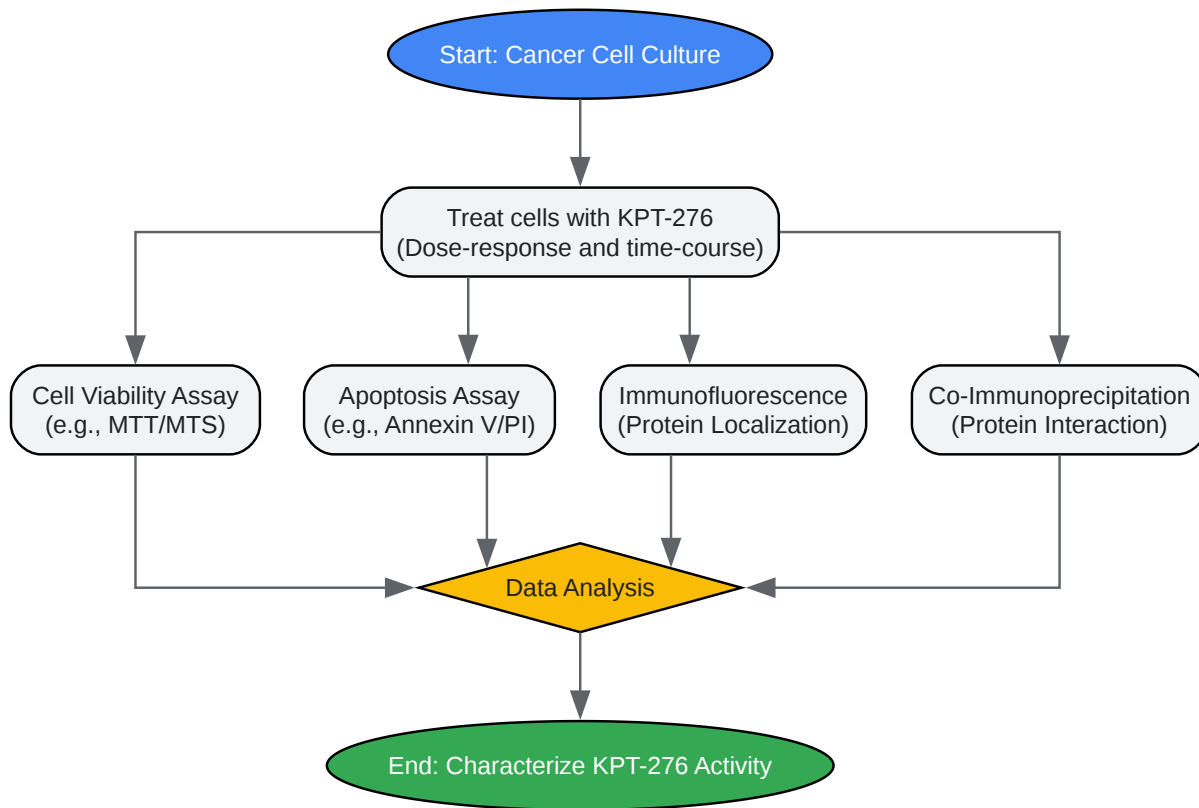 Start: Cancer Cell Culture
Treat cells with KPT-276
(Dose-response and time-course)
Cell Viability Assay
(e.g., MTT/MTS)
Apoptosis Assay
(e.g., Annexin V/PI)
Immunofluorescence
(Protein Localization)
Co-Immunoprecipitation
(Protein Interaction)
Data Analysis
End: Characterize KPT-276 Activity